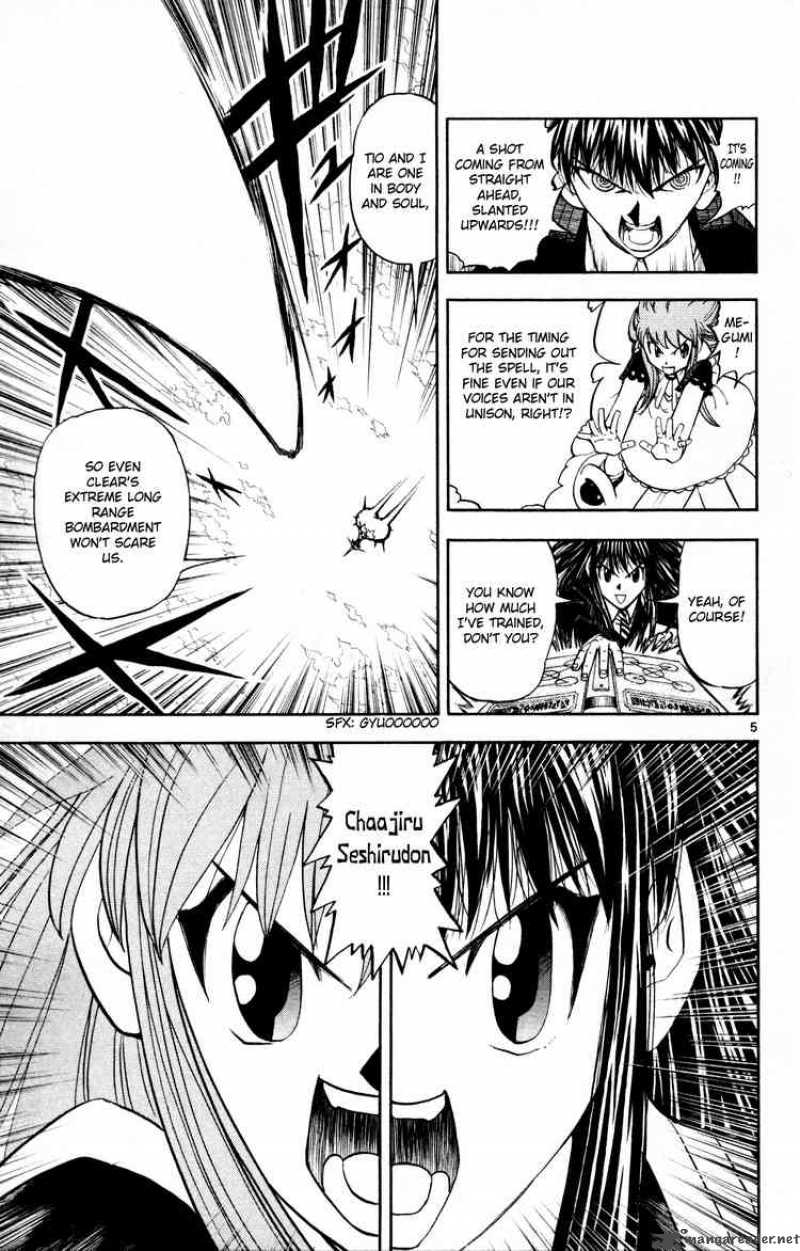 IT'S
COMING
!!
A SHOT
COMING FROM
STRAIGHT
AHEAD,
SLANTED
UPWARDS!!!
ME-
GUMI
!
FOR THE TIMING
FOR SENDING OUT
THE SPELL, IT'S
FINE EVEN IF OUR
VOICES AREN'T IN
UNISON, RIGHT!?
YEAH, OF
COURSE!
YOU KNOW
HOW MUCH
I'VE TRAINED,
DON'T YOU?
5
TIO AND I
ARE ONE
IN BODY
AND SOUL,
SO EVEN
CLEAR'S
EXTREME LONG
RANGE
BOMBARDMENT
WON'T SCARE
US.
SFX: GYUOOOOOO
Chaajiru
Seshirudon
!!!
mangareader.net